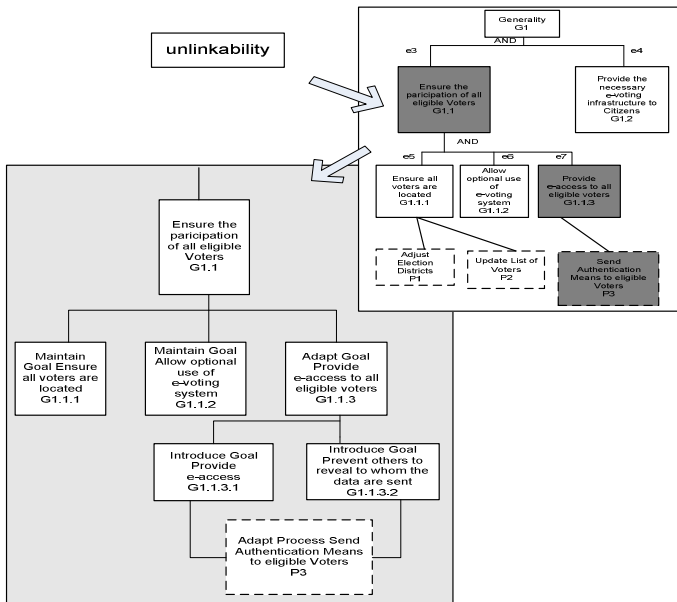 unlinkability
Generality
G1
AND
e3
e4
Ensure the
paricipation of all
eligible Voters
G1,1
Provide the
necessary
e-voting
infrastructure to
Citizens
G1,2
AND
e5
e6
e7
Ensure all
voters are
located
G1.1.1
Allow
optional use
of
e-voting
system
G1.1.2
Provide
e-access to all
eligible voters
G1.1.3
Adjust
Election
Districts
P1
Update List of
Voters
P2
Send
Authentication
Means to eligible
Voters
P3
Ensure the
paricipation
of all eligible
Voters
G1.1
Maintain
Goal Ensure
all voters are
located
G1.1.1
Maintain Goal
Allow optional
use of
e-voting
system
G1.1.2
Adapt Goal
Provide
e-access to all
eligible voters
G1.1.3
Introduce Goal
Provide
e-access
G1.1.3.1
Introduce Goal
Prevent others to
reveal to whom the
data are sent
G1.1.3.2
Adapt Process Send
Authentication Means
to eligible Voters
P3